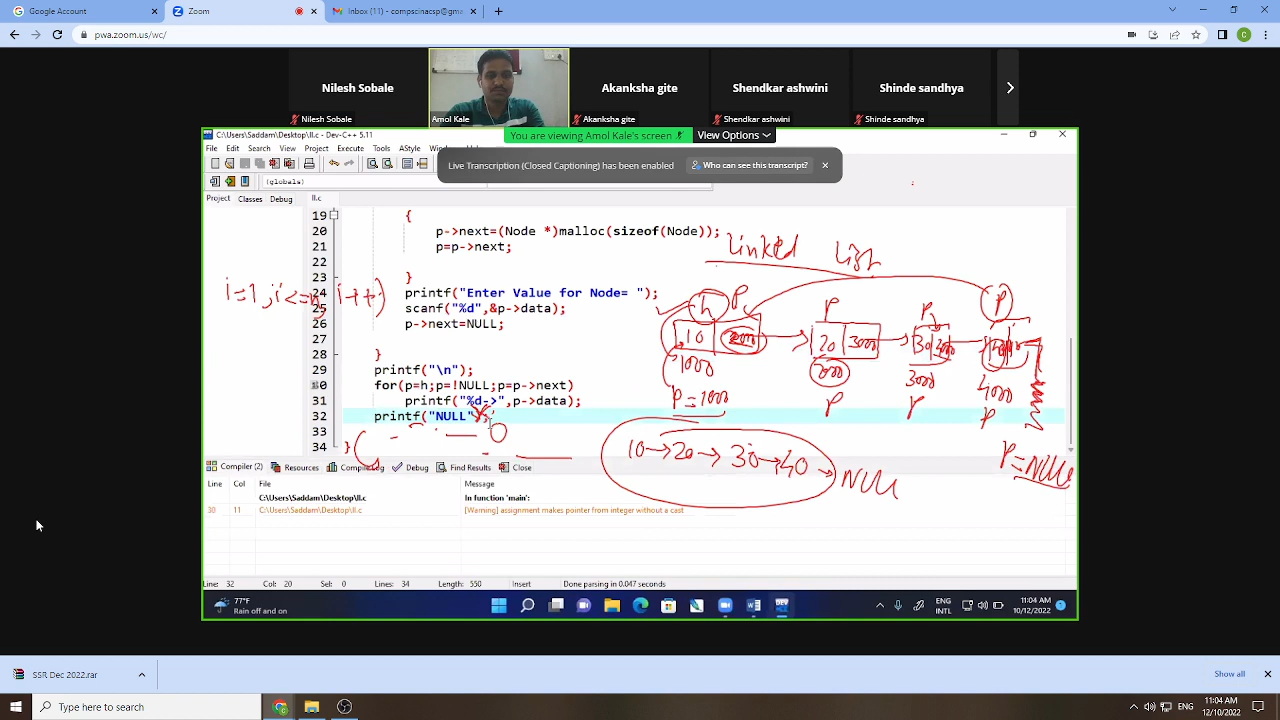 Google Account
Zoom
Inbox (11) - compscinacsp@gmail.c
pwa.zoom.us/wc/
C
Nilesh Sobale
Akanksha gite
Shendkar ashwini
Shinde sandhya
Nilesh Sobale
Amol Kale
Akanksha gite
Shendkar ashwini
Shinde sandhya
C:\Users\Saddam\Desktop\ll.c - Dev-C++ 5.11
You are viewing Amol Kale's screen
View Options
File Edit Search View Project Execute Tools AStyle Win
Live Transcription (Closed Captioning) has been enabled
Who can see this transcript?
(globals)
Project Classes Debug
ll.c
19 {
20 p->next=(Node *)malloc(sizeof(Node));
21 p=p->next;
22
23 }
24 printf("Enter Value for Node= ");
25 scanf("%d",&p->data);
26 p->next=NULL;
27
28 }
29 printf("\n");
30 for(p=h;p=!NULL;p=p->next)
31 printf("%d->",p->data);
32 printf("NULL");
33
34 }
linked list
i=1, i<=n, i++)
h P P P P
10 2000 20 3000 30
1000 2000 3000 4000
P=1000 P P P
10→20→30→40→NULL
P=NULL
Compiler (2) Resources Compile Log Debug Find Results Close
Line Col File Message
C:\Users\Saddam\Desktop\ll.c In function 'main':
30 11 C:\Users\Saddam\Desktop\ll.c [Warning] assignment makes pointer from integer without a cast
Line: 32 Col: 20 Sel: 0 Lines: 34 Length: 550 Insert Done parsing in 0.047 seconds
77°F
Rain off and on
ENG
INTL
11:04 AM
10/12/2022
SSR Dec 2022.rar
Show all
Type here to search
ENG
11:04 AM
12/10/2022